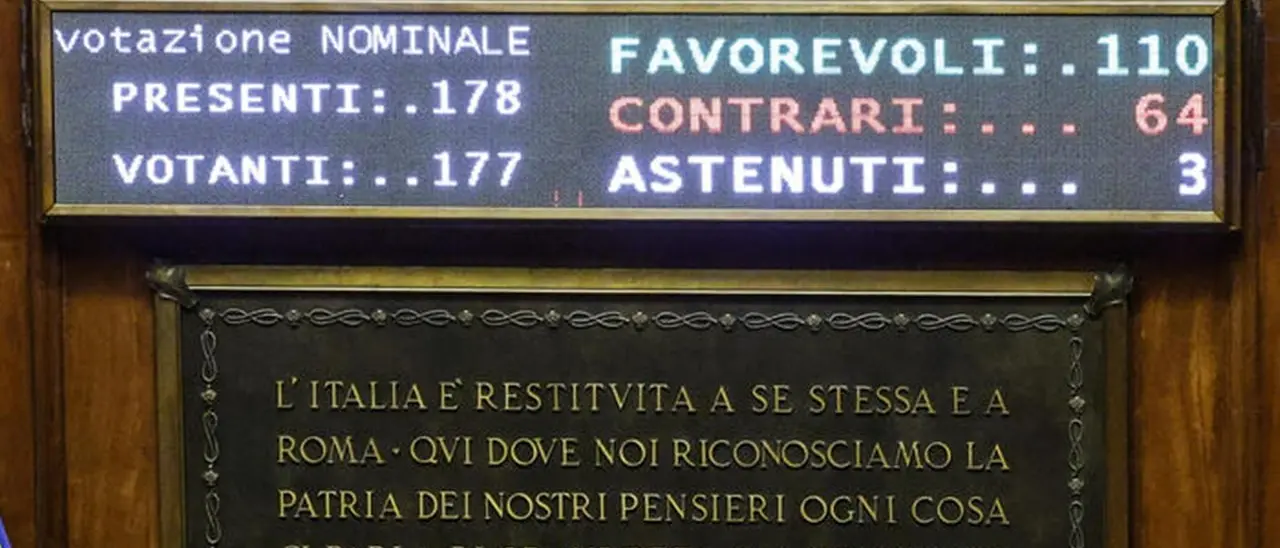 votazione NOMINALE
PRESENTI:.178
VOTANTI:..177
FAVOREVOLI:.110
CONTRARI:... 64
ASTENUTI:... 3
L'ITALIA E' RESTITVITA A SE STESSA E A
ROMA · QVI DOVE NOI RICONOSCIAMO LA
PATRIA DEI NOSTRI PENSIERI OGNI COSA